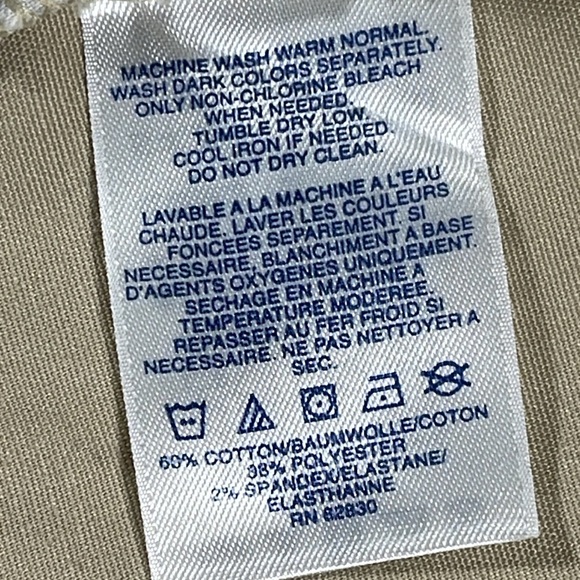 MACHINE WASH WARM NORMAL.
WASH DARK COLORS SEPARATELY.
ONLY NON-CHLORINE BLEACH
WHEN NEEDED.
TUMBLE DRY LOW.
COOL IRON IF NEEDED.
DO NOT DRY CLEAN.
LAVABLE A LA MACHINE A L'EAU
CHAUDE. LAVER LES COULEURS
FONCEES SEPAREMENT. SI
NECESSAIRE, BLANCHIMENT A BASE
D'AGENTS OXYGENES UNIQUEMENT.
SECHAGE EN MACHINE A
TEMPERATURE MODEREE.
REPASSER AU FER FROID SI
NECESSAIRE. NE PAS NETTOYER A
SEC.
60% COTTON/BAUMWOLLE/COTON
38% POLYESTER
2% SPANDEX/ELASTANE/
ELASTHANNE
RN 62830